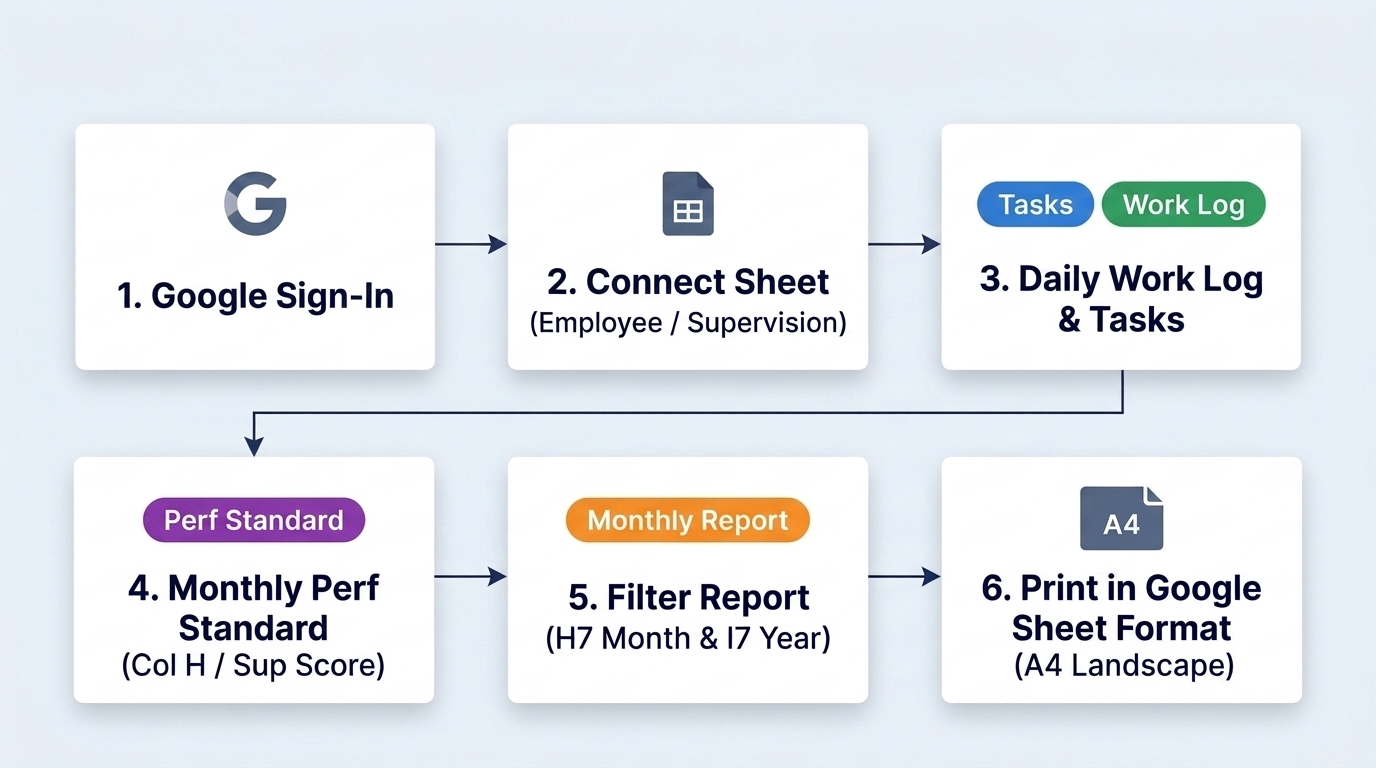 1. Google Sign-In
2. Connect Sheet
(Employee / Supervision)
Tasks
Work Log
3. Daily Work Log
& Tasks
Perf Standard
4. Monthly Perf
Standard
(Col H / Sup Score)
Monthly Report
5. Filter Report
(H7 Month & I7 Year)
A4
6. Print in Google
Sheet Format
(A4 Landscape)